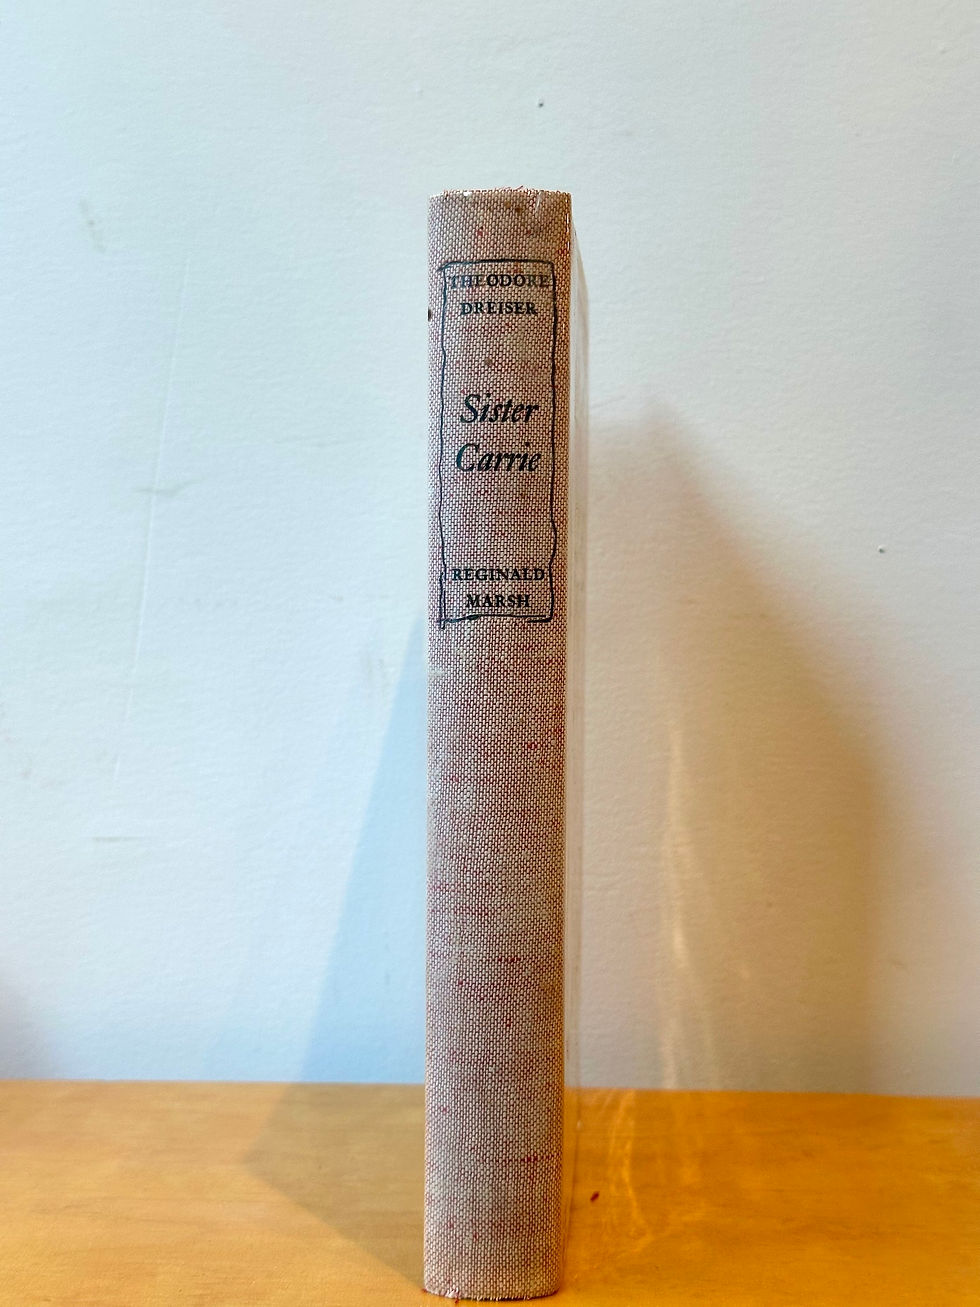 THEODORE
DREISER
Sister
Carrie
REGINALD
MARSH